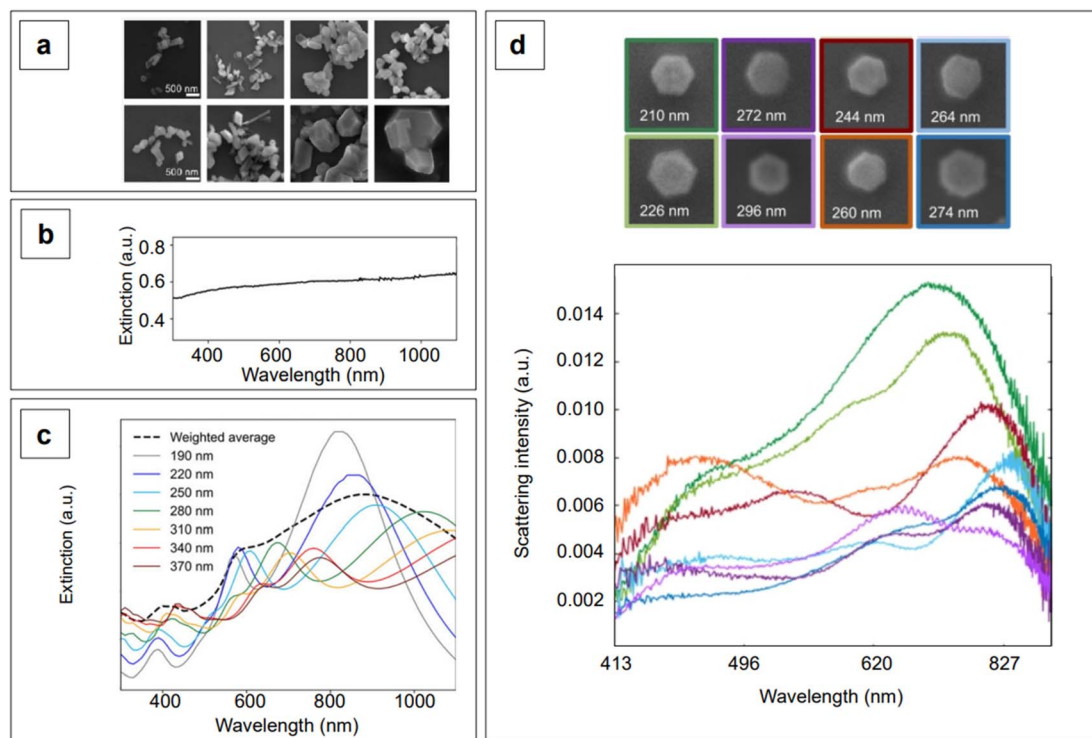 a
500 nm
500 nm
b
Extinction (a.u.)
0.8
0.6
0.4
400
600
800
1000
Wavelength (nm)
c
Extinction (a.u.)
Weighted average
190 nm
220 nm
250 nm
280 nm
310 nm
340 nm
370 nm
400
600
800
1000
Wavelength (nm)
d
210 nm
272 nm
244 nm
264 nm
226 nm
296 nm
260 nm
274 nm
Scattering intensity (a.u.)
0.014
0.012
0.010
0.008
0.006
0.004
0.002
413
496
620
827
Wavelength (nm)